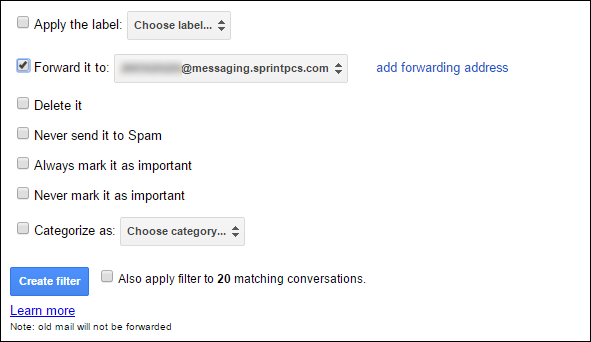 Apply the label: Choose label...
Forward it to: @messaging.sprintpcs.com add forwarding address
Delete it
Never send it to Spam
Always mark it as important
Never mark it as important
Categorize as: Choose category...
Create filter Also apply filter to 20 matching conversations.
Learn more
Note: old mail will not be forwarded